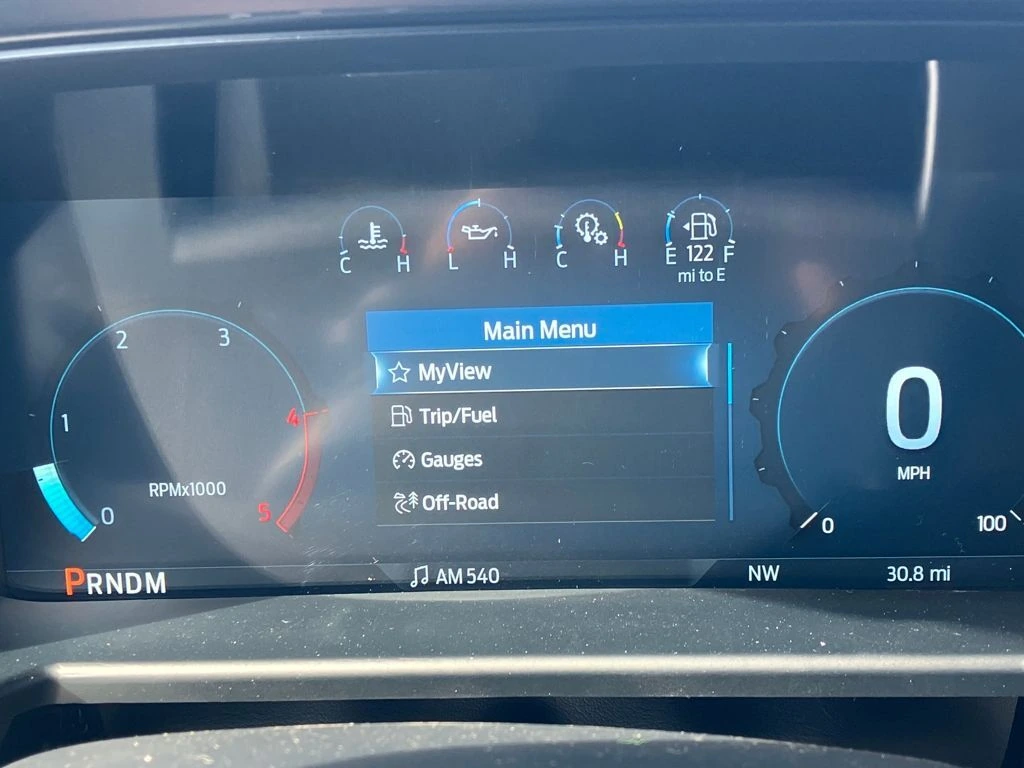 C H
L H
C H
E 122 F
mi to E
Main Menu
MyView
Trip/Fuel
Gauges
Off-Road
0
1
2
3
4
5
RPMx1000
0
MPH
0
100
PRNDM
AM 540
NW
30.8 mi